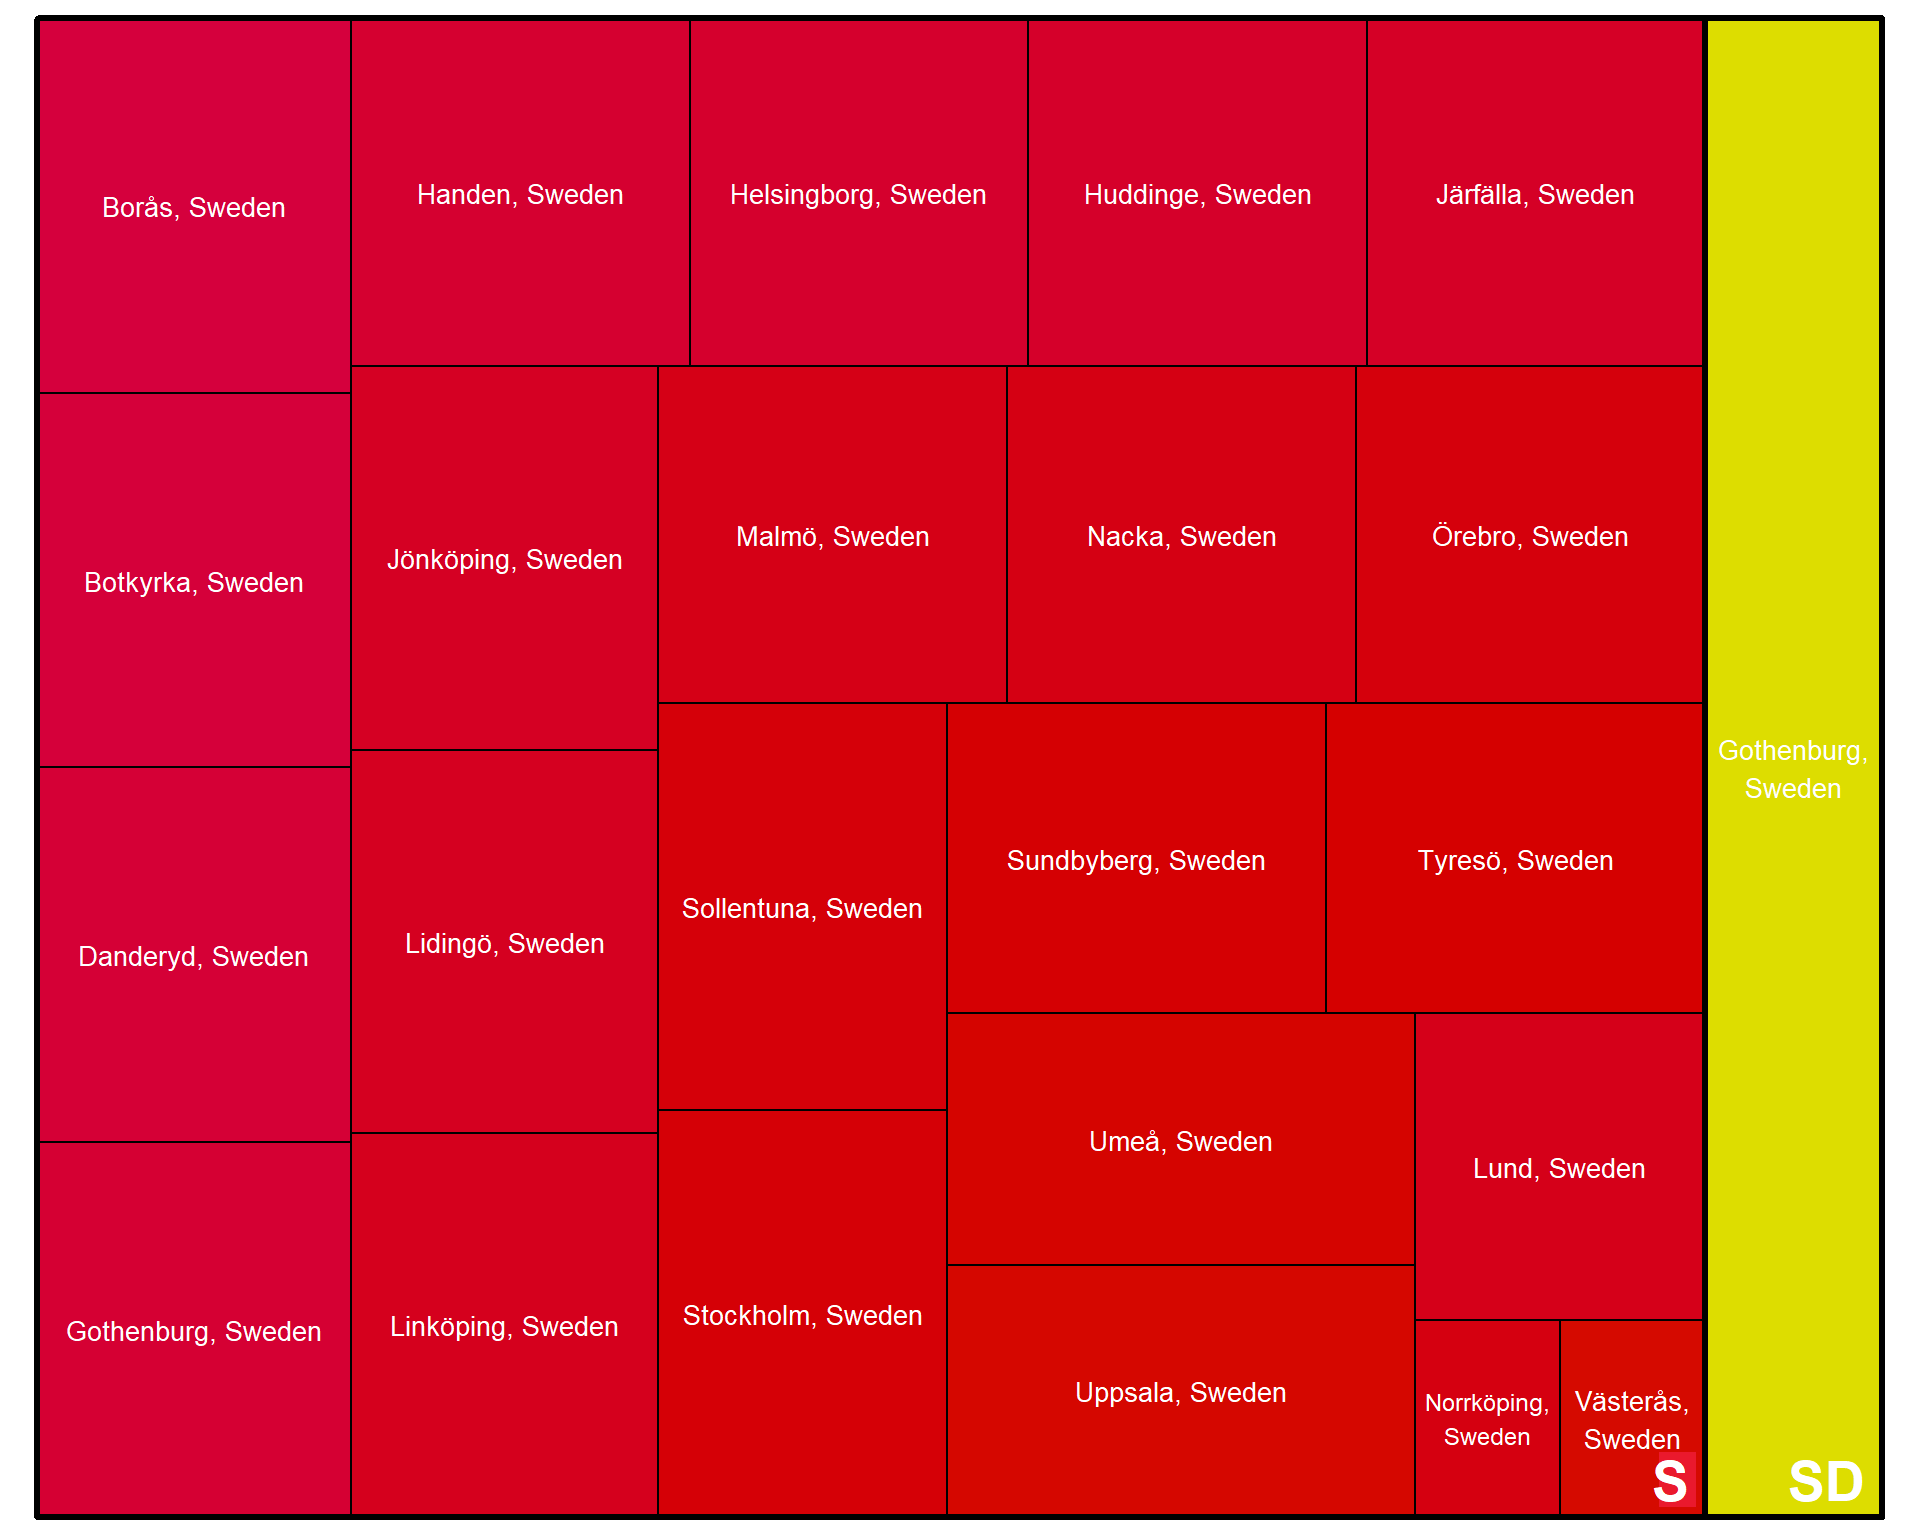 Borås, Sweden
Handen, Sweden
Helsingborg, Sweden
Huddinge, Sweden
Järfälla, Sweden
Botkyrka, Sweden
Jönköping, Sweden
Malmö, Sweden
Nacka, Sweden
Örebro, Sweden
Gothenburg,
Sweden
Danderyd, Sweden
Lidingö, Sweden
Sollentuna, Sweden
Sundbyberg, Sweden
Tyresö, Sweden
Gothenburg, Sweden
Linköping, Sweden
Stockholm, Sweden
Umeå, Sweden
Lund, Sweden
Uppsala, Sweden
Norrköping,
Sweden
Västerås,
Sweden
S
SD